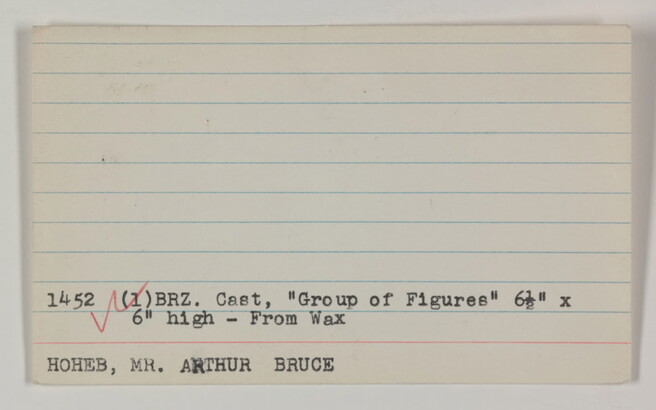 1452 (1)BRZ. Cast, "Group of Figures" 6½" x
6" high - From Wax
HOHEB, MR. ARTHUR BRUCE